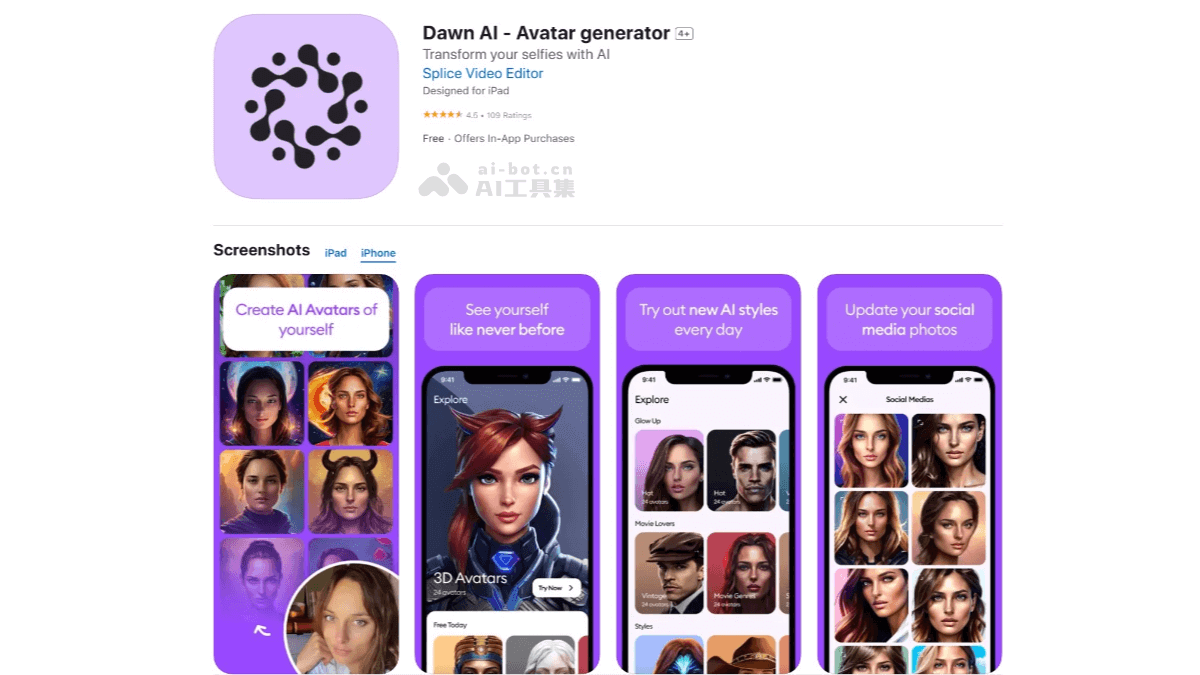 Dawn AI - Avatar generator 4+
Transform your selfies with AI
Splice Video Editor
Designed for iPad
4.5 • 109 Ratings
Free · Offers In-App Purchases
ai-bot.cn
AI工具集
Screenshots iPad iPhone
Create AI Avatars of
yourself
See yourself
like never before
9:41
Explore
3D Avatars
24 avatars
Try Now
Free Today
Try out new AI styles
every day
9:41
Explore
Glow Up
Hot
24 avatars
Hot
24 avatars
Movie Lovers
Vintage
24 avatars
Movie Genres
24 avatars
Styles
Update your social
media photos
9:41
Social Medias